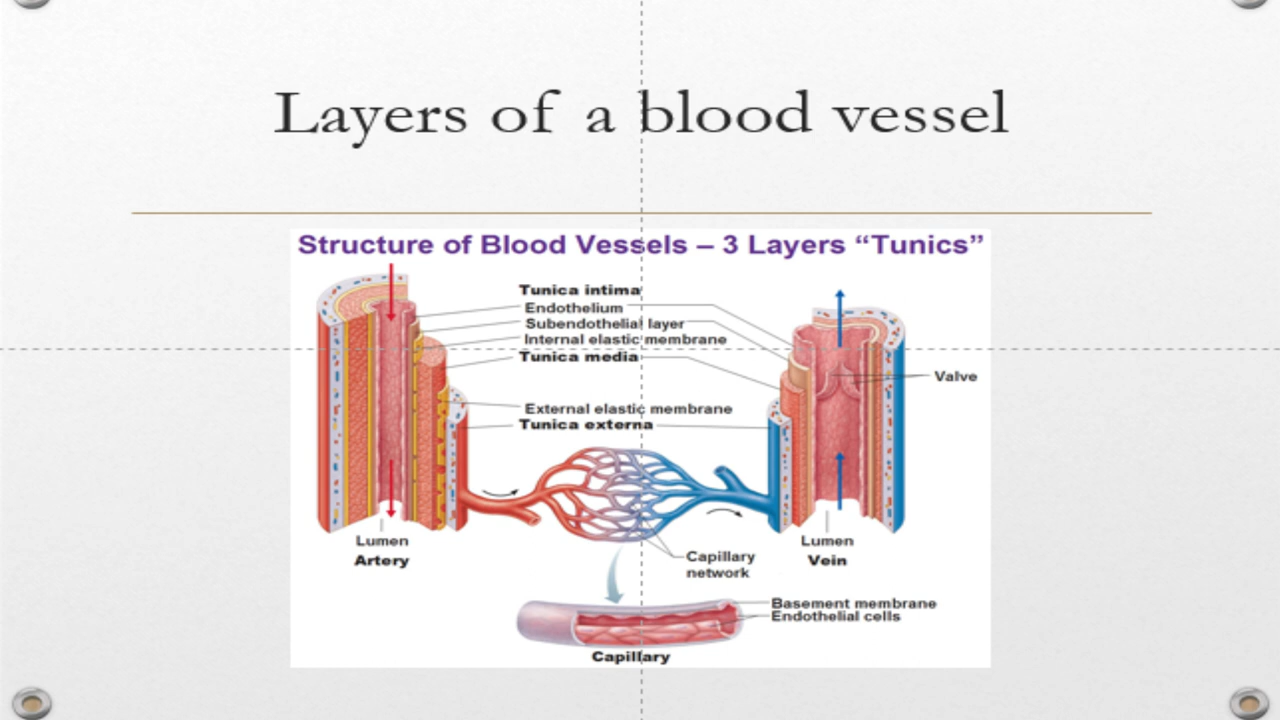 Layers of a blood vessel
Structure of Blood Vessels – 3 Layers “Tunics”
Tunica intima
Endothelium
Subendothelial layer
Internal elastic membrane
Tunica media
Valve
External elastic membrane
Tunica externa
Lumen
Artery
Lumen
Vein
Capillary
network
Basement membrane
Endothelial cells
Capillary